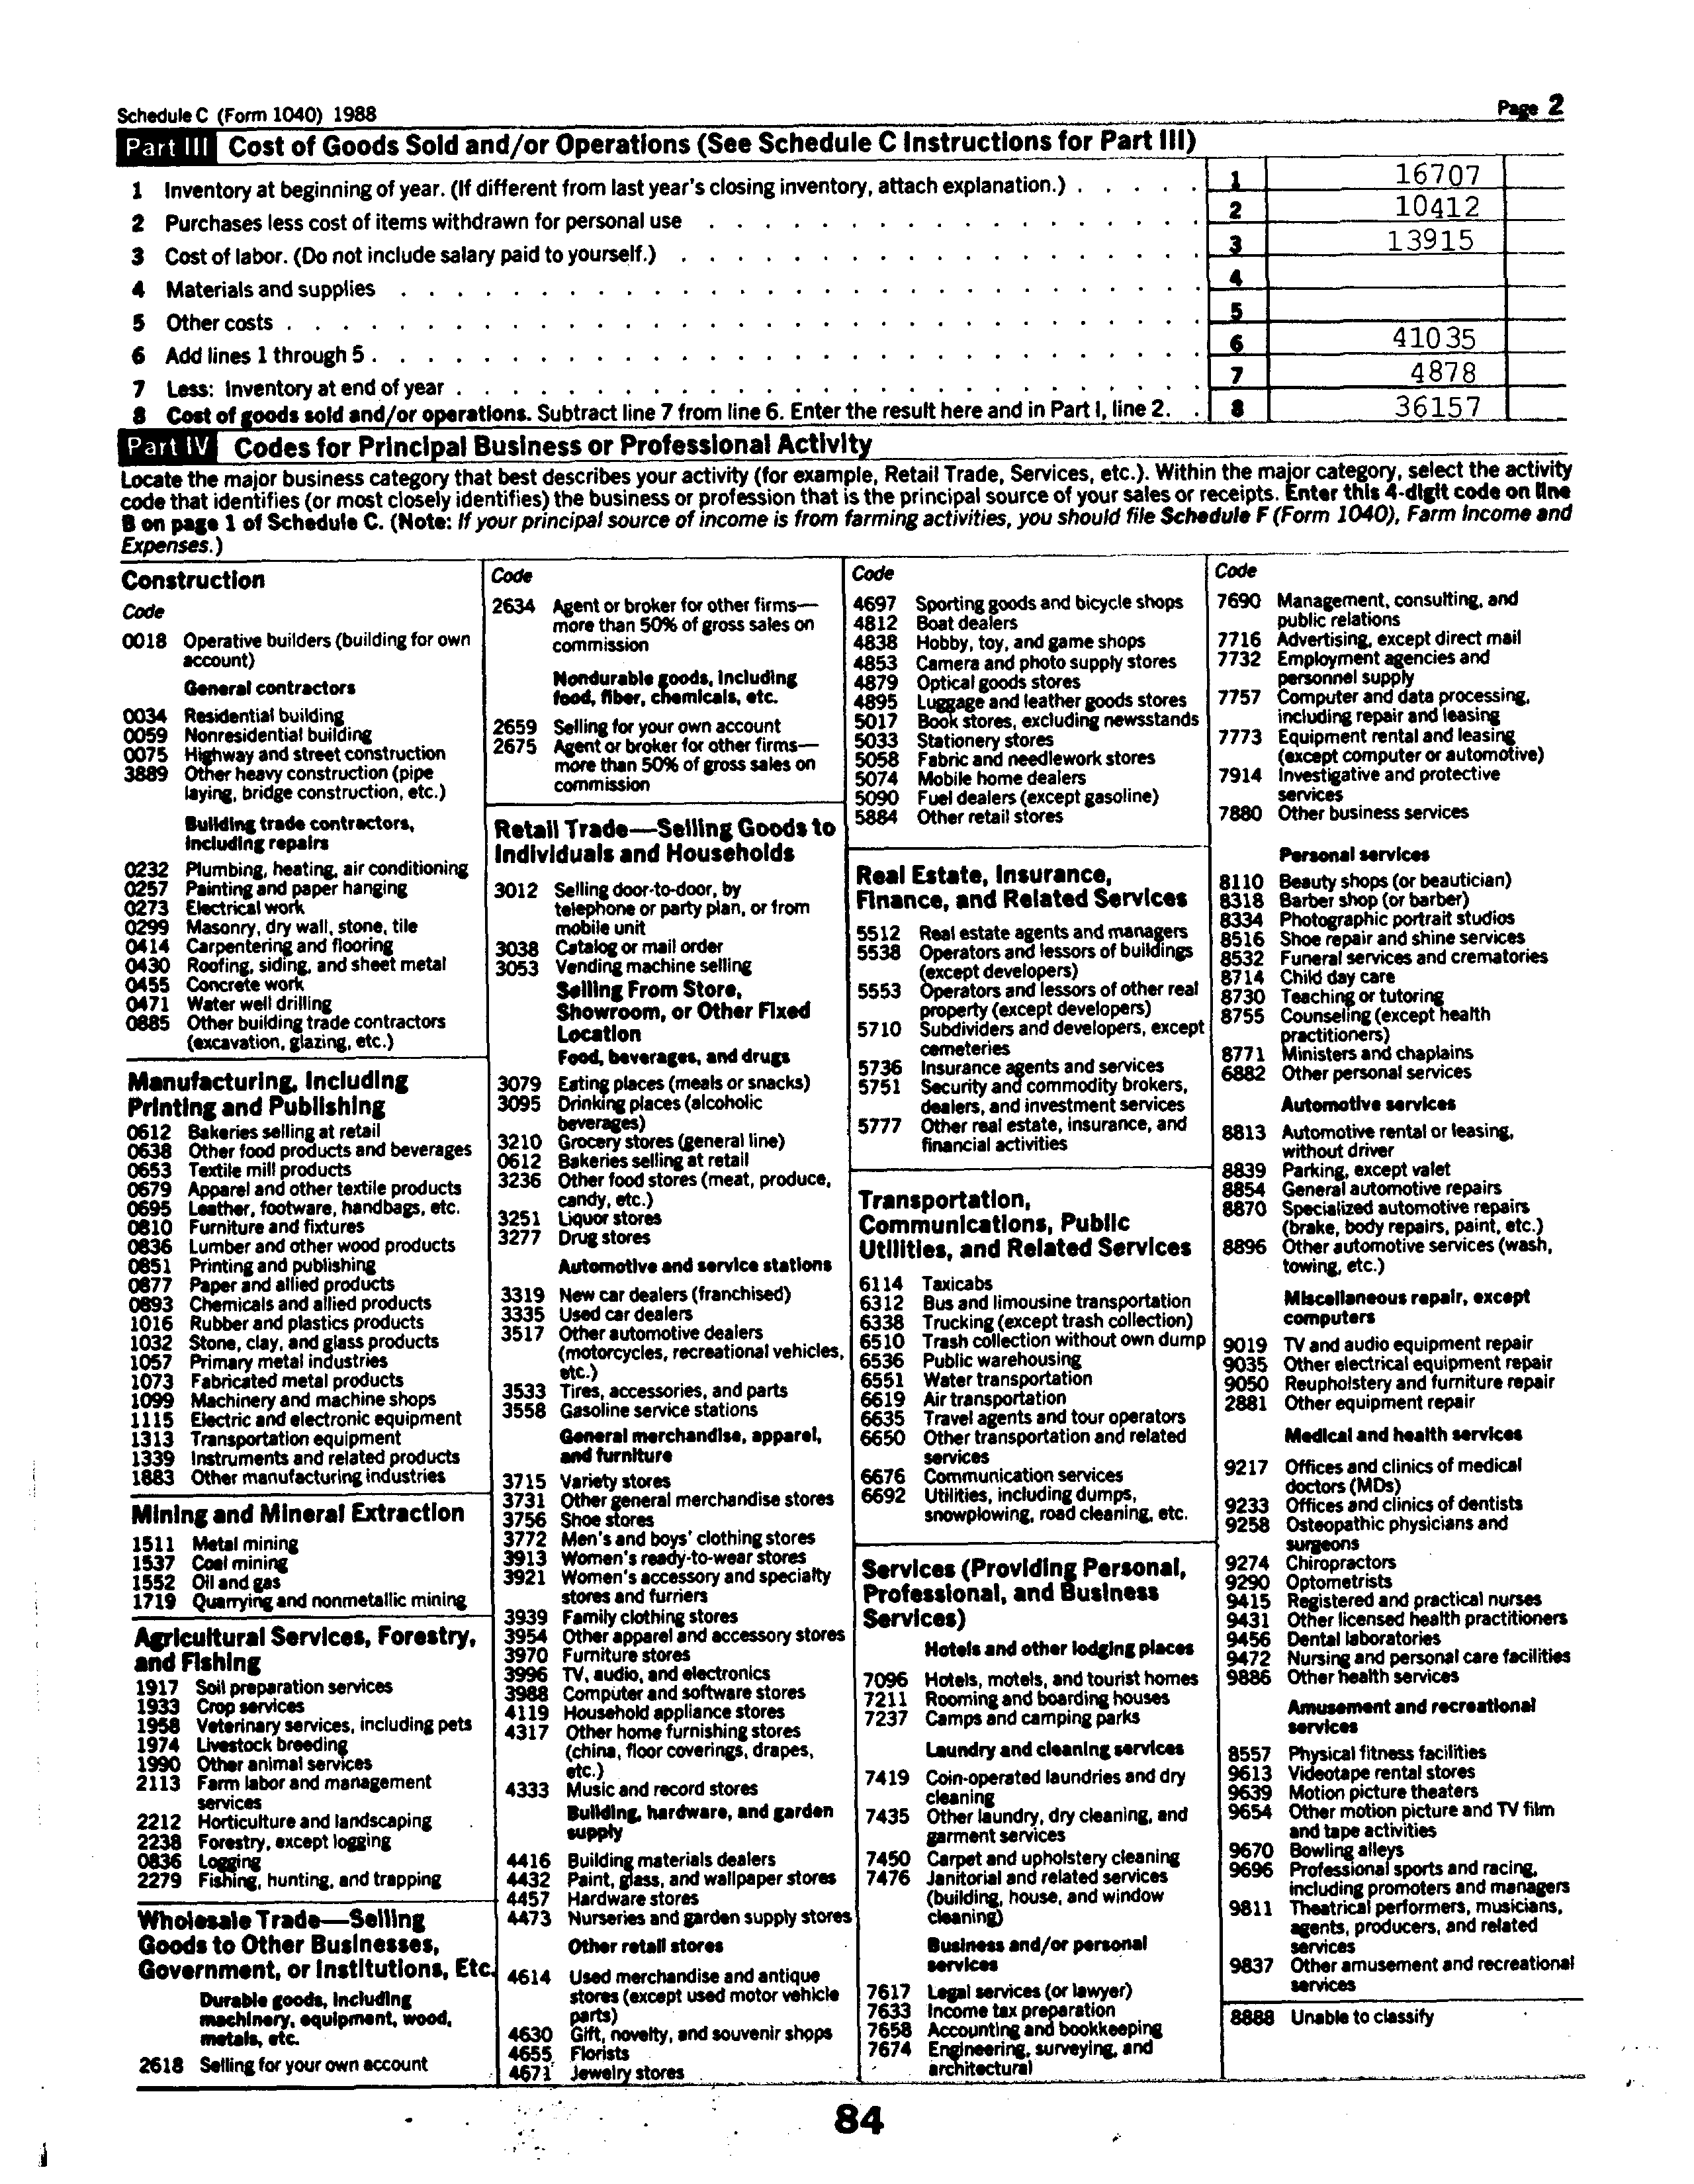 Schedule C (Form 1040) 1988
Page 2
Part III Cost of Goods Sold and/or Operations (See Schedule C Instructions for Part III)
1 Inventory at beginning of year. (If different from last year's closing inventory, attach explanation.) . . . . . 1 16707
2 Purchases less cost of items withdrawn for personal use 2 10412
3 Cost of labor. (Do not include salary paid to yourself.) 3 13915
4 Materials and supplies 4
5 Other costs 5
6 Add lines 1 through 5 6 41035
7 Less: Inventory at end of year 7 4878
8 Cost of goods sold and/or operations. Subtract line 7 from line 6. Enter the result here and in Part I, line 2. . 8 36157
Part IV Codes for Principal Business or Professional Activity
Locate the major business category that best describes your activity (for example, Retail Trade, Services, etc.). Within the major category, select the activity
code that identifies (or most closely identifies) the business or profession that is the principal source of your sales or receipts. Enter this 4-digit code on line
B on page 1 of Schedule C. (Note: If your principal source of income is from farming activities, you should file Schedule F (Form 1040), Farm Income and
Expenses.)
Construction
Code
0018 Operative builders (building for own
account)
General contractors
0034 Residential building
0059 Nonresidential building
0075 Highway and street construction
3889 Other heavy construction (pipe
laying, bridge construction, etc.)
Building trade contractors,
including repairs
0232 Plumbing, heating, air conditioning
0257 Painting and paper hanging
0273 Electrical work
0299 Masonry, dry wall, stone, tile
0414 Carpentering and flooring
0430 Roofing, siding, and sheet metal
0455 Concrete work
0471 Water well drilling
0885 Other building trade contractors
(excavation, glazing, etc.)
Manufacturing, Including
Printing and Publishing
0612 Bakeries selling at retail
0638 Other food products and beverages
0653 Textile mill products
0679 Apparel and other textile products
0695 Leather, footware, handbags, etc.
0810 Furniture and fixtures
0836 Lumber and other wood products
0851 Printing and publishing
0877 Paper and allied products
0893 Chemicals and allied products
1016 Rubber and plastics products
1032 Stone, clay, and glass products
1057 Primary metal industries
1073 Fabricated metal products
1099 Machinery and machine shops
1115 Electric and electronic equipment
1313 Transportation equipment
1339 Instruments and related products
1883 Other manufacturing industries
Mining and Mineral Extraction
1511 Metal mining
1537 Coal mining
1552 Oil and gas
1719 Quarrying and nonmetallic mining
Agricultural Services, Forestry,
and Fishing
1917 Soil preparation services
1933 Crop services
1958 Veterinary services, including pets
1974 Livestock breeding
1990 Other animal services
2113 Farm labor and management
services
2212 Horticulture and landscaping
2238 Forestry, except logging
0836 Logging
2279 Fishing, hunting, and trapping
Wholesale Trade—Selling
Goods to Other Businesses,
Government, or Institutions, Etc.
Durable goods, including
machinery, equipment, wood,
metals, etc.
2618 Selling for your own account
Code
2634 Agent or broker for other firms—
more than 50% of gross sales on
commission
Nondurable goods, including
food, fiber, chemicals, etc.
2659 Selling for your own account
2675 Agent or broker for other firms—
more than 50% of gross sales on
commission
Retail Trade—Selling Goods to
Individuals and Households
3012 Selling door-to-door, by
telephone or party plan, or from
mobile unit
3038 Catalog or mail order
3053 Vending machine selling
Selling From Store,
Showroom, or Other Fixed
Location
Food, beverages, and drugs
3079 Eating places (meals or snacks)
3095 Drinking places (alcoholic
beverages)
3210 Grocery stores (general line)
0612 Bakeries selling at retail
3236 Other food stores (meat, produce,
candy, etc.)
3251 Liquor stores
3277 Drug stores
Automotive and service stations
3319 New car dealers (franchised)
3335 Used car dealers
3517 Other automotive dealers
(motorcycles, recreational vehicles,
etc.)
3533 Tires, accessories, and parts
3558 Gasoline service stations
General merchandise, apparel,
and furniture
3715 Variety stores
3731 Other general merchandise stores
3756 Shoe stores
3772 Men's and boys' clothing stores
3913 Women's ready-to-wear stores
3921 Women's accessory and specialty
stores and furriers
3939 Family clothing stores
3954 Other apparel and accessory stores
3970 Furniture stores
3996 TV, audio, and electronics
3988 Computer and software stores
4119 Household appliance stores
4317 Other home furnishing stores
(china, floor coverings, drapes,
etc.)
4333 Music and record stores
Building, hardware, and garden
supply
4416 Building materials dealers
4432 Paint, glass, and wallpaper stores
4457 Hardware stores
4473 Nurseries and garden supply stores
Other retail stores
4614 Used merchandise and antique
stores (except used motor vehicle
parts)
4630 Gift, novelty, and souvenir shops
4655 Florists
4671 Jewelry stores
Code
4697 Sporting goods and bicycle shops
4812 Boat dealers
4838 Hobby, toy, and game shops
4853 Camera and photo supply stores
4879 Optical goods stores
4895 Luggage and leather goods stores
5017 Book stores, excluding newsstands
5033 Stationery stores
5058 Fabric and needlework stores
5074 Mobile home dealers
5090 Fuel dealers (except gasoline)
5884 Other retail stores
Real Estate, Insurance,
Finance, and Related Services
5512 Real estate agents and managers
5538 Operators and lessors of buildings
(except developers)
5553 Operators and lessors of other real
property (except developers)
5710 Subdividers and developers, except
cemeteries
5736 Insurance agents and services
5751 Security and commodity brokers,
dealers, and investment services
5777 Other real estate, insurance, and
financial activities
Transportation,
Communications, Public
Utilities, and Related Services
6114 Taxicabs
6312 Bus and limousine transportation
6338 Trucking (except trash collection)
6510 Trash collection without own dump
6536 Public warehousing
6551 Water transportation
6619 Air transportation
6635 Travel agents and tour operators
6650 Other transportation and related
services
6676 Communication services
6692 Utilities, including dumps,
snowplowing, road cleaning, etc.
Services (Providing Personal,
Professional, and Business
Services)
Hotels and other lodging places
7096 Hotels, motels, and tourist homes
7211 Rooming and boarding houses
7237 Camps and camping parks
Laundry and cleaning services
7419 Coin-operated laundries and dry
cleaning
7435 Other laundry, dry cleaning, and
garment services
7450 Carpet and upholstery cleaning
7476 Janitorial and related services
(building, house, and window
cleaning)
Business and/or personal
services
7617 Legal services (or lawyer)
7633 Income tax preparation
7658 Accounting and bookkeeping
7674 Engineering, surveying, and
architectural
Code
7690 Management, consulting, and
public relations
7716 Advertising, except direct mail
7732 Employment agencies and
personnel supply
7757 Computer and data processing,
including repair and leasing
7773 Equipment rental and leasing
(except computer or automotive)
7914 Investigative and protective
services
7880 Other business services
Personal services
8110 Beauty shops (or beautician)
8318 Barber shop (or barber)
8334 Photographic portrait studios
8516 Shoe repair and shine services
8532 Funeral services and crematories
8714 Child day care
8730 Teaching or tutoring
8755 Counseling (except health
practitioners)
8771 Ministers and chaplains
6882 Other personal services
Automotive services
8813 Automotive rental or leasing,
without driver
8839 Parking, except valet
8854 General automotive repairs
8870 Specialized automotive repairs
(brake, body repairs, paint, etc.)
8896 Other automotive services (wash,
towing, etc.)
Miscellaneous repair, except
computers
9019 TV and audio equipment repair
9035 Other electrical equipment repair
9050 Reupholstery and furniture repair
2881 Other equipment repair
Medical and health services
9217 Offices and clinics of medical
doctors (MDs)
9233 Offices and clinics of dentists
9258 Osteopathic physicians and
surgeons
9274 Chiropractors
9290 Optometrists
9415 Registered and practical nurses
9431 Other licensed health practitioners
9456 Dental laboratories
9472 Nursing and personal care facilities
9886 Other health services
Amusement and recreational
services
8557 Physical fitness facilities
9613 Videotape rental stores
9639 Motion picture theaters
9654 Other motion picture and TV film
and tape activities
9670 Bowling alleys
9696 Professional sports and racing,
including promoters and managers
9811 Theatrical performers, musicians,
agents, producers, and related
services
9837 Other amusement and recreational
services
8888 Unable to classify
84